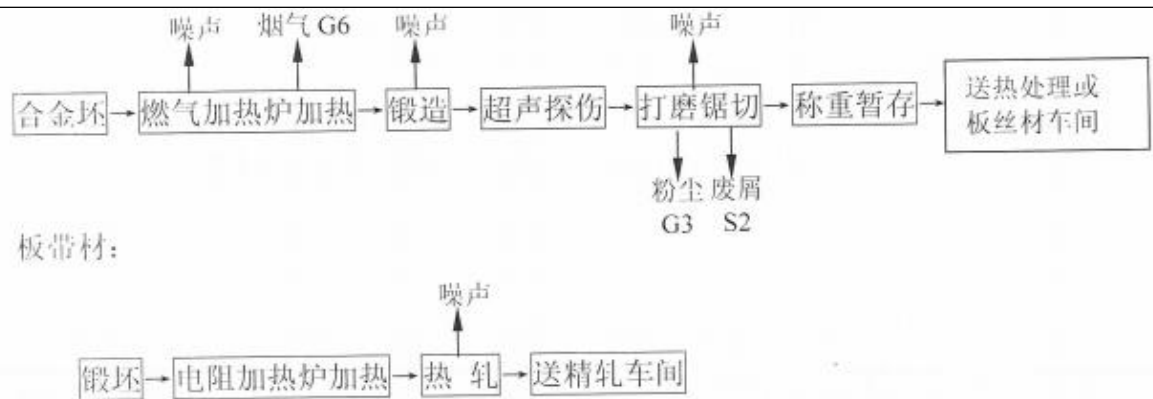 噪声 烟气 G6 噪声 噪声
合金坯 燃气加热炉加热 锻造 超声探伤 打磨锯切 称重暂存 送热处理或
板丝材车间
粉尘 废屑
G3 S2
板带材：
噪声
锻坯 电阻加热炉加热 热 轧 送精轧车间